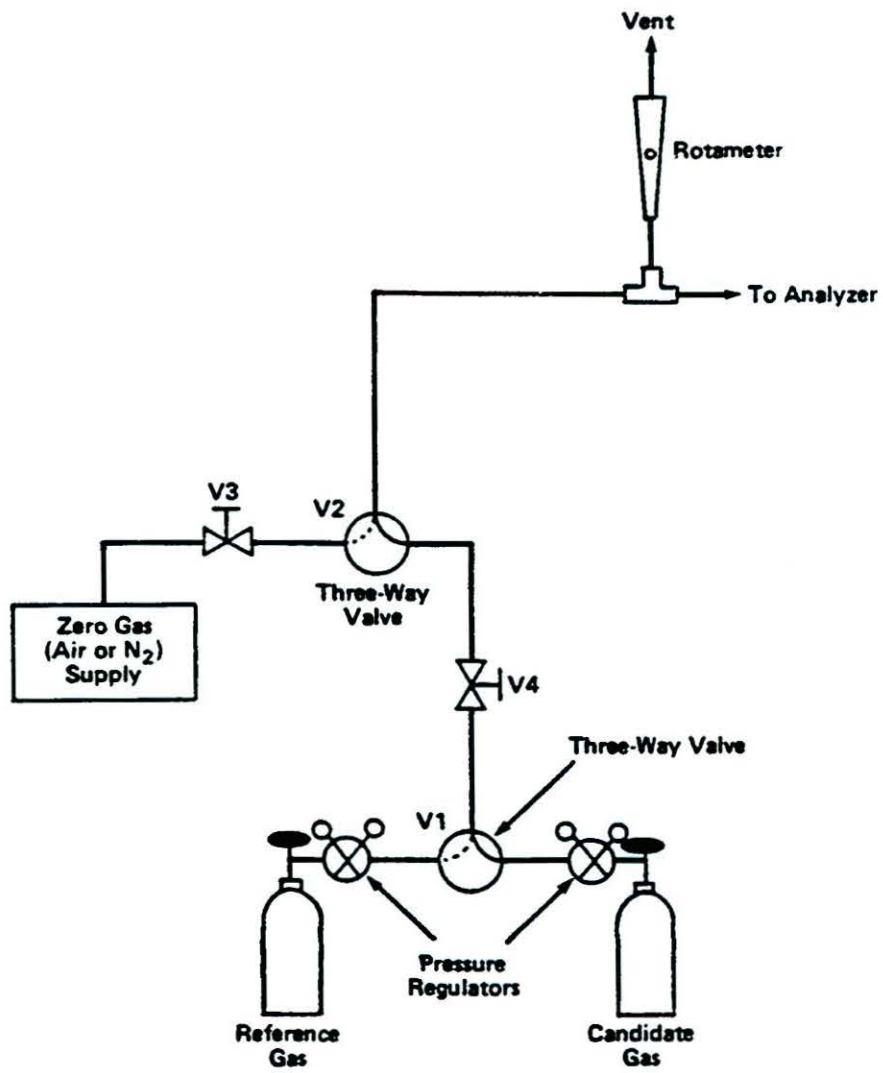 Vent
Rotameter
To Analyzer
V3
V2
Three-Way
Valve
Zero Gas
(Air or N₂)
Supply
V4
Three-Way Valve
V1
Pressure
Regulators
Reference
Gas
Candidate
Gas